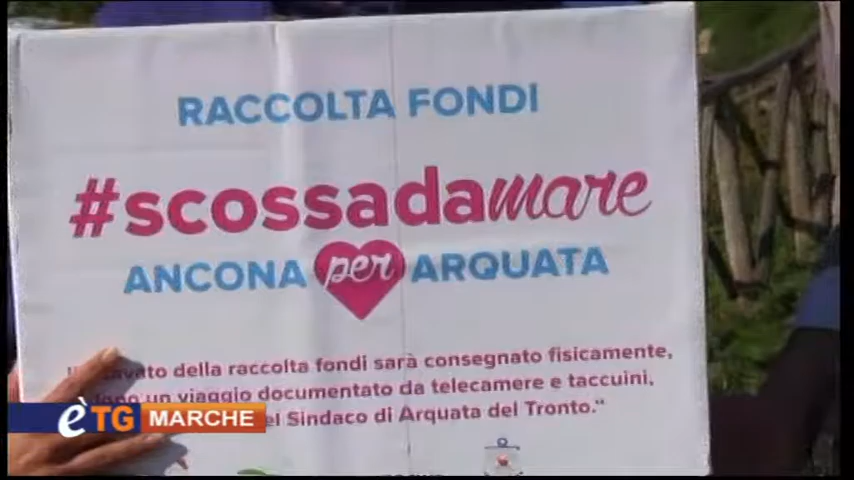 RACCOLTA FONDI
#scossadamare
ANCONA per ARQUATA
della raccolta fondi sarà consegnato fisicamente,
un viaggio documentato da telecamere e taccuini,
Sindaco di Arquata del Tronto."
èTG MARCHE